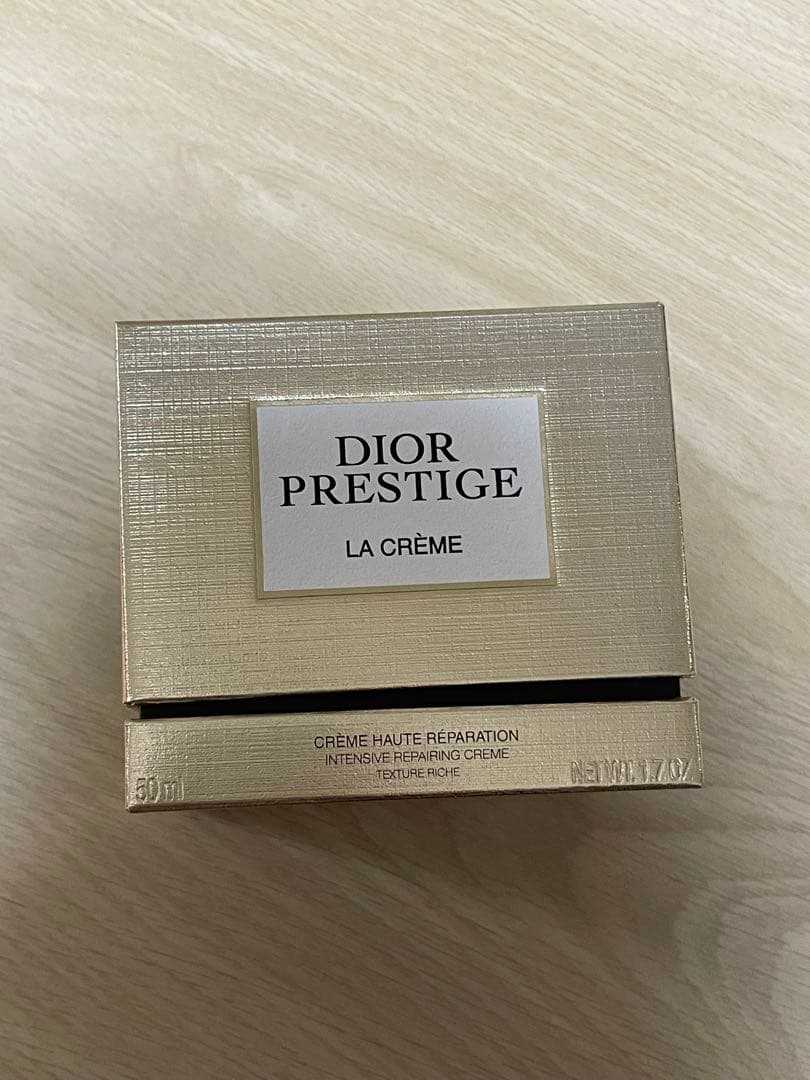 DIOR
PRESTIGE
LA CRÈME
CRÈME HAUTE RÉPARATION
INTENSIVE REPAIRING CREME
TEXTURE RICHE
50 ml
NET WT. 1.7 OZ